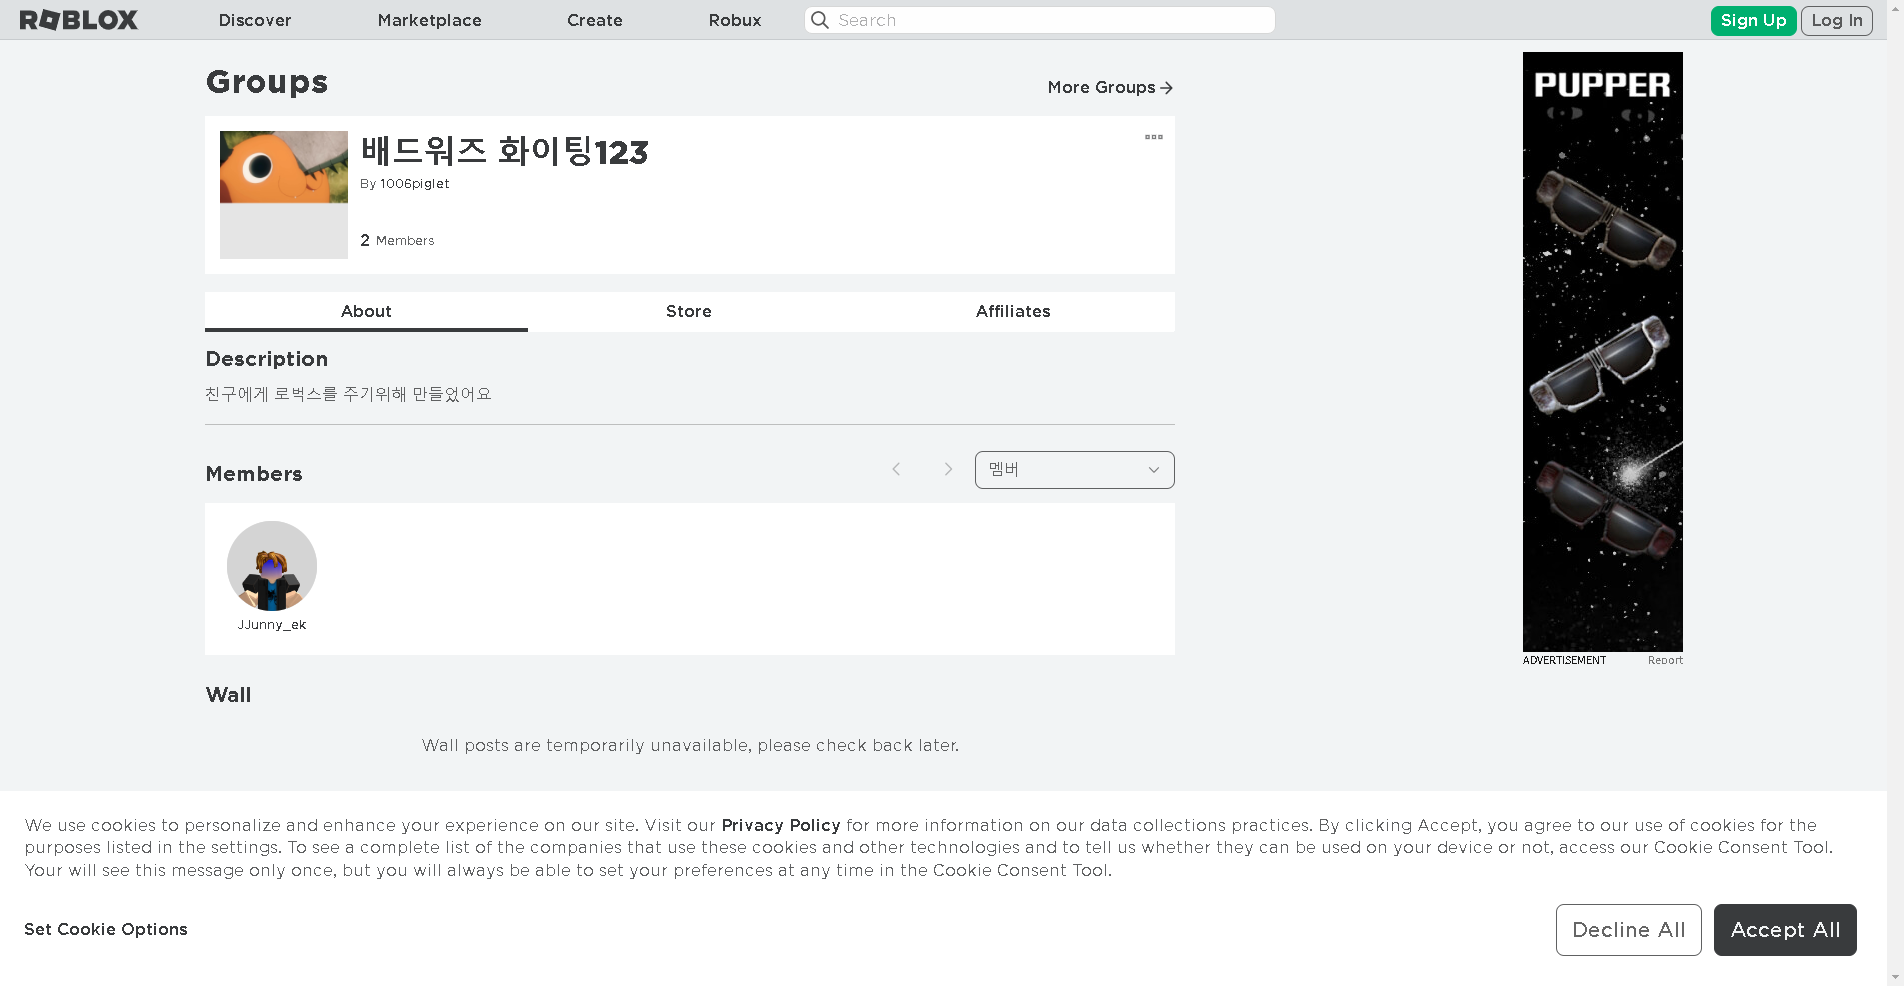 ROBLOX
Discover
Marketplace
Create
Robux
Search
Sign Up
Log In
Groups
More Groups
배드워즈 화이팅123
By 1006piglet
2 Members
About
Store
Affiliates
Description
친구에게 로벅스를 주기위해 만들었어요
Members
멤버
JJunny_ek
Wall
Wall posts are temporarily unavailable, please check back later.
PUPPER
ADVERTISEMENT
Report
We use cookies to personalize and enhance your experience on our site. Visit our Privacy Policy for more information on our data collections practices. By clicking Accept, you agree to our use of cookies for the
purposes listed in the settings. To see a complete list of the companies that use these cookies and other technologies and to tell us whether they can be used on your device or not, access our Cookie Consent Tool.
Your will see this message only once, but you will always be able to set your preferences at any time in the Cookie Consent Tool.
Set Cookie Options
Decline All
Accept All